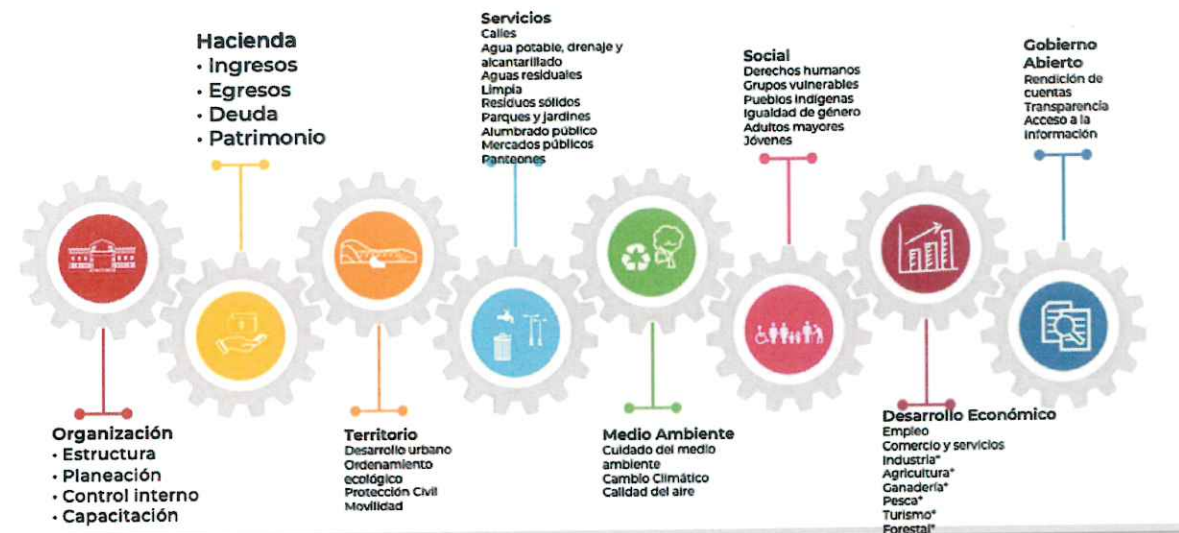 Hacienda
• Ingresos
• Egresos
• Deuda
• Patrimonio
Servicios
Calles
Agua potable, drenaje y
alcantarillado
Aguas residuales
Limpia
Residuos sólidos
Parques y jardines
Alumbrado público
Mercados públicos
Panteones
Social
Derechos humanos
Grupos vulnerables
Pueblos indígenas
Igualdad de género
Adultos mayores
Jóvenes
Gobierno
Abierto
Rendición de
cuentas
Transparencia
Acceso a la
información
Organización
• Estructura
• Planeación
• Control interno
• Capacitación
Territorio
Desarrollo urbano
Ordenamiento
ecológico
Protección Civil
Movilidad
Medio Ambiente
Cuidado del medio
ambiente
Cambio Climático
Calidad del aire
Desarrollo Económico
Empleo
Comercio y servicios
Industria*
Agricultura*
Ganadería*
Pesca*
Turismo*
Forestal*